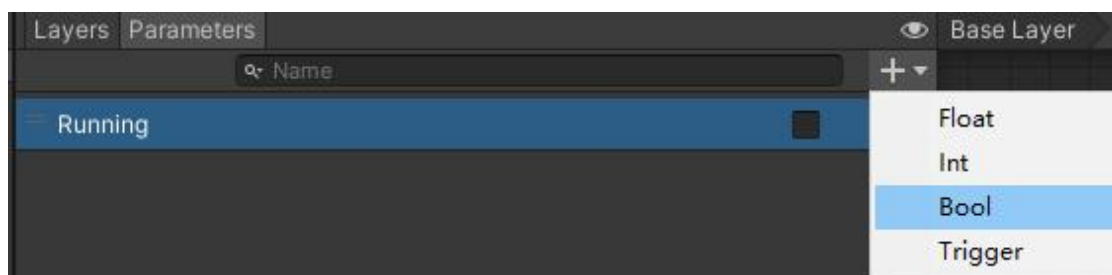 Layers Parameters Base Layer
Name
Running
Float
Int
Bool
Trigger